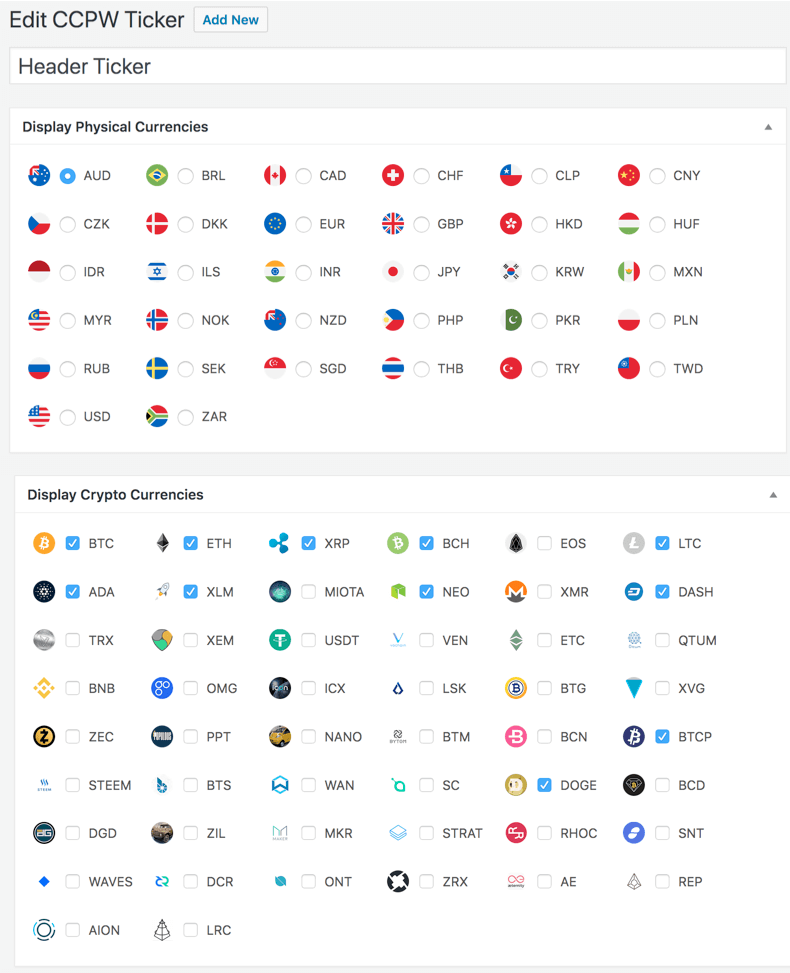 Edit CCPW Ticker Add New
Header Ticker
Display Physical Currencies
AUD BRL CAD CHF CLP CNY
CZK DKK EUR GBP HKD HUF
IDR ILS INR JPY KRW MXN
MYR NOK NZD PHP PKR PLN
RUB SEK SGD THB TRY TWD
USD ZAR
Display Crypto Currencies
BTC ETH XRP BCH EOS LTC
ADA XLM MIOTA NEO XMR DASH
TRX XEM USDT VEN ETC QTUM
BNB OMG ICX LSK BTG XVG
ZEC PPT NANO BTM BCN BTCP
STEEM BTS WAN SC DOGE BCD
DGD ZIL MKR STRAT RHOC SNT
WAVES DCR ONT ZRX AE REP
AION LRC